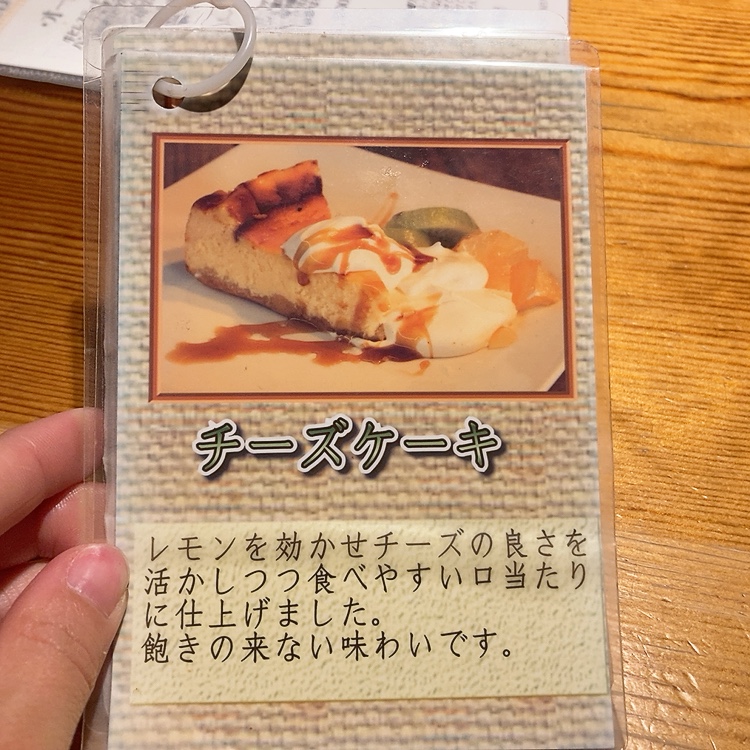 チーズケーキ
レモンを効かせチーズの良さを
活かしつつ食べやすい口当たり
に仕上げました。
飽きの来ない味わいです。